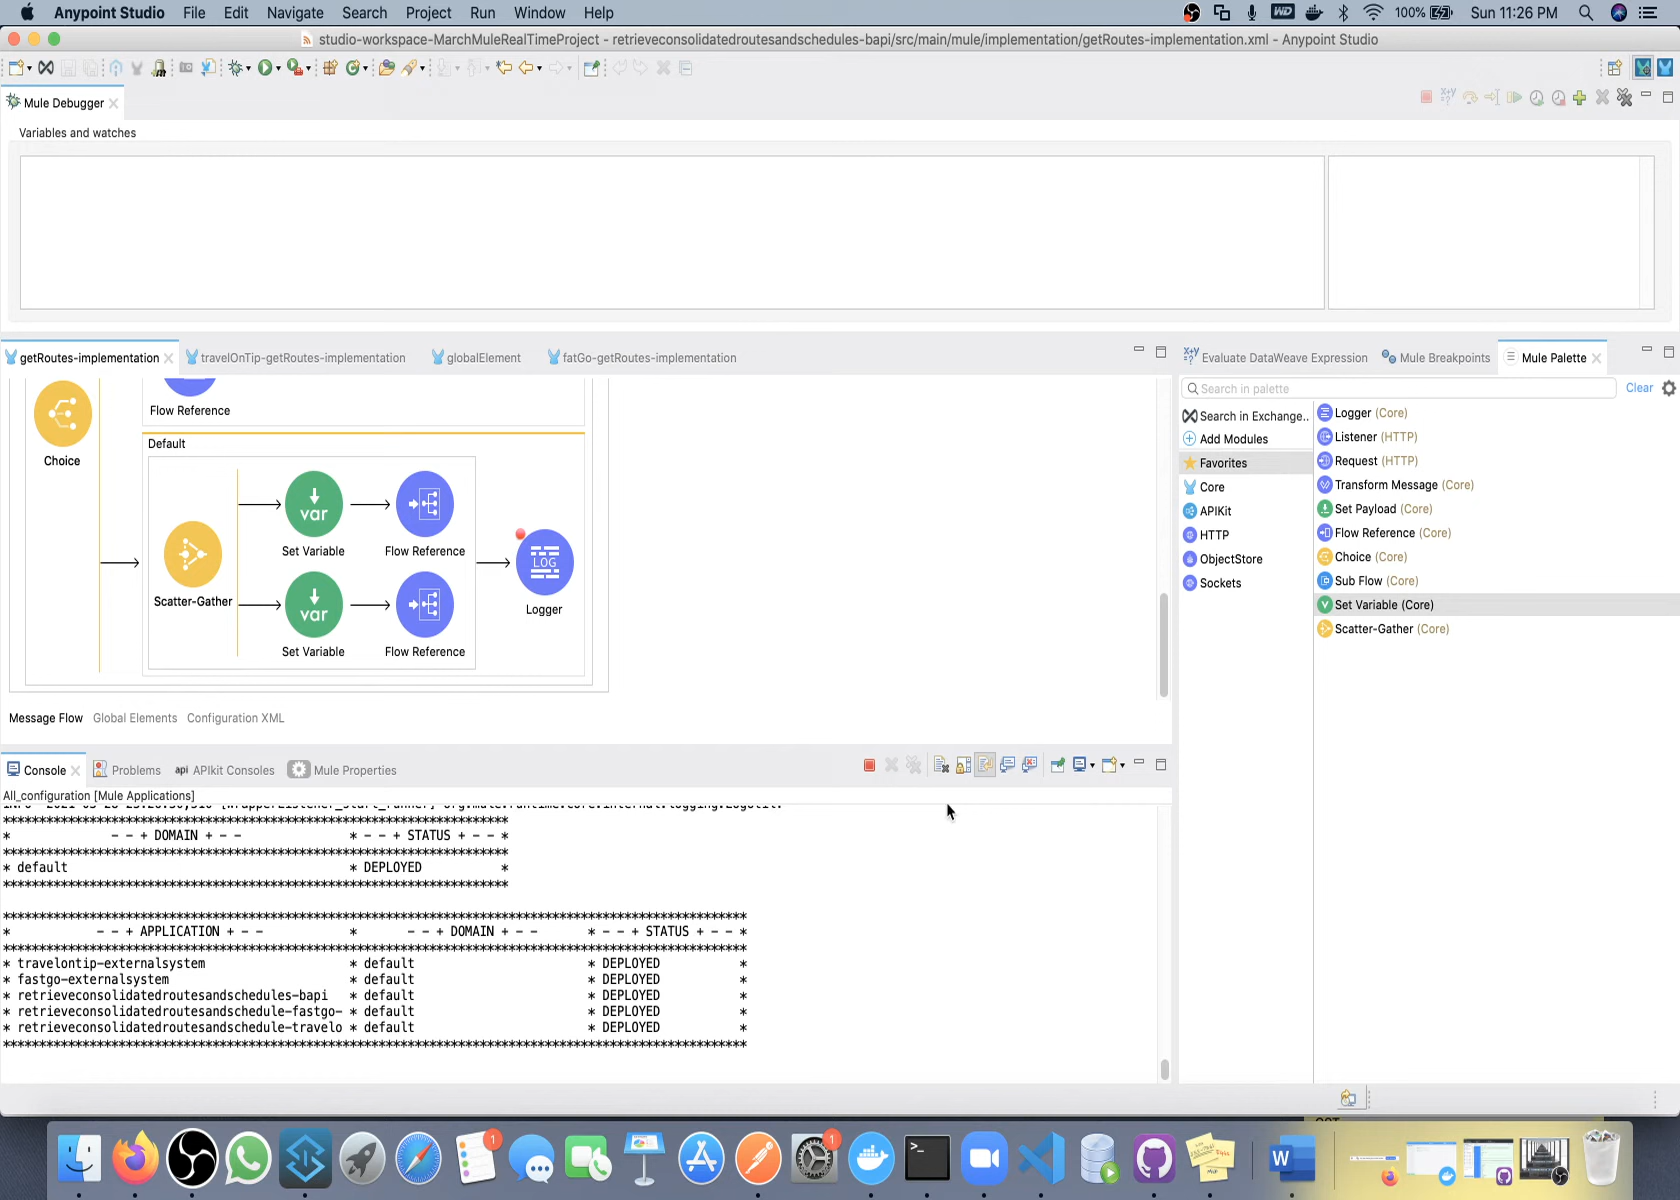 Anypoint Studio File Edit Navigate Search Project Run Window Help WD 100% Sun 11:26 PM
studio-workspace-MarchMuleRealTimeProject - retrieveconsolidatedroutesandschedules-bapi/src/main/mule/implementation/getRoutes-implementation.xml - Anypoint Studio
Mule Debugger
Variables and watches
getRoutes-implementation travelOnTip-getRoutes-implementation globalElement fatGo-getRoutes-implementation
Evaluate DataWeave Expression Mule Breakpoints Mule Palette
Search in palette Clear
Search in Exchange..
Add Modules
Favorites
Core
APIKit
HTTP
ObjectStore
Sockets
Logger (Core)
Listener (HTTP)
Request (HTTP)
Transform Message (Core)
Set Payload (Core)
Flow Reference (Core)
Choice (Core)
Sub Flow (Core)
Set Variable (Core)
Scatter-Gather (Core)
Flow Reference
Choice
Default
var
Set Variable Flow Reference
LOG
Scatter-Gather
Logger
var
Set Variable Flow Reference
Message Flow Global Elements Configuration XML
Console Problems api APIkit Consoles Mule Properties
All_configuration [Mule Applications]
*******************************************************************
* - - + DOMAIN + - - * - - + STATUS + - - *
*******************************************************************
* default * DEPLOYED *
*******************************************************************
*******************************************************************************************************
* - - + APPLICATION + - - * - - + DOMAIN + - - * - - + STATUS + - - *
*******************************************************************************************************
* travelontip-externalsystem * default * DEPLOYED *
* fastgo-externalsystem * default * DEPLOYED *
* retrieveconsolidatedroutesandschedules-bapi * default * DEPLOYED *
* retrieveconsolidatedroutesandschedule-fastgo- * default * DEPLOYED *
* retrieveconsolidatedroutesandschedule-travelo * default * DEPLOYED *
*******************************************************************************************************
1
1
W